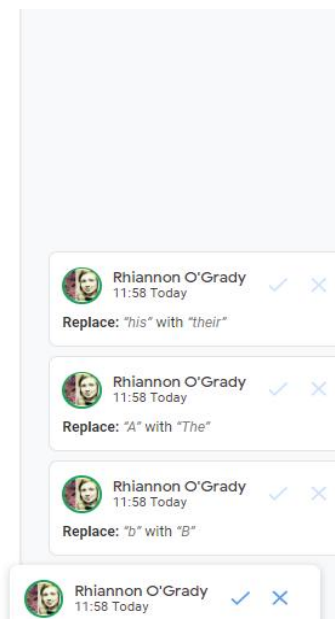 Rhiannon O'Grady
11:58 Today
Replace: "his" with "their"
Rhiannon O'Grady
11:58 Today
Replace: "A" with "The"
Rhiannon O'Grady
11:58 Today
Replace: "b" with "B"
Rhiannon O'Grady
11:58 Today